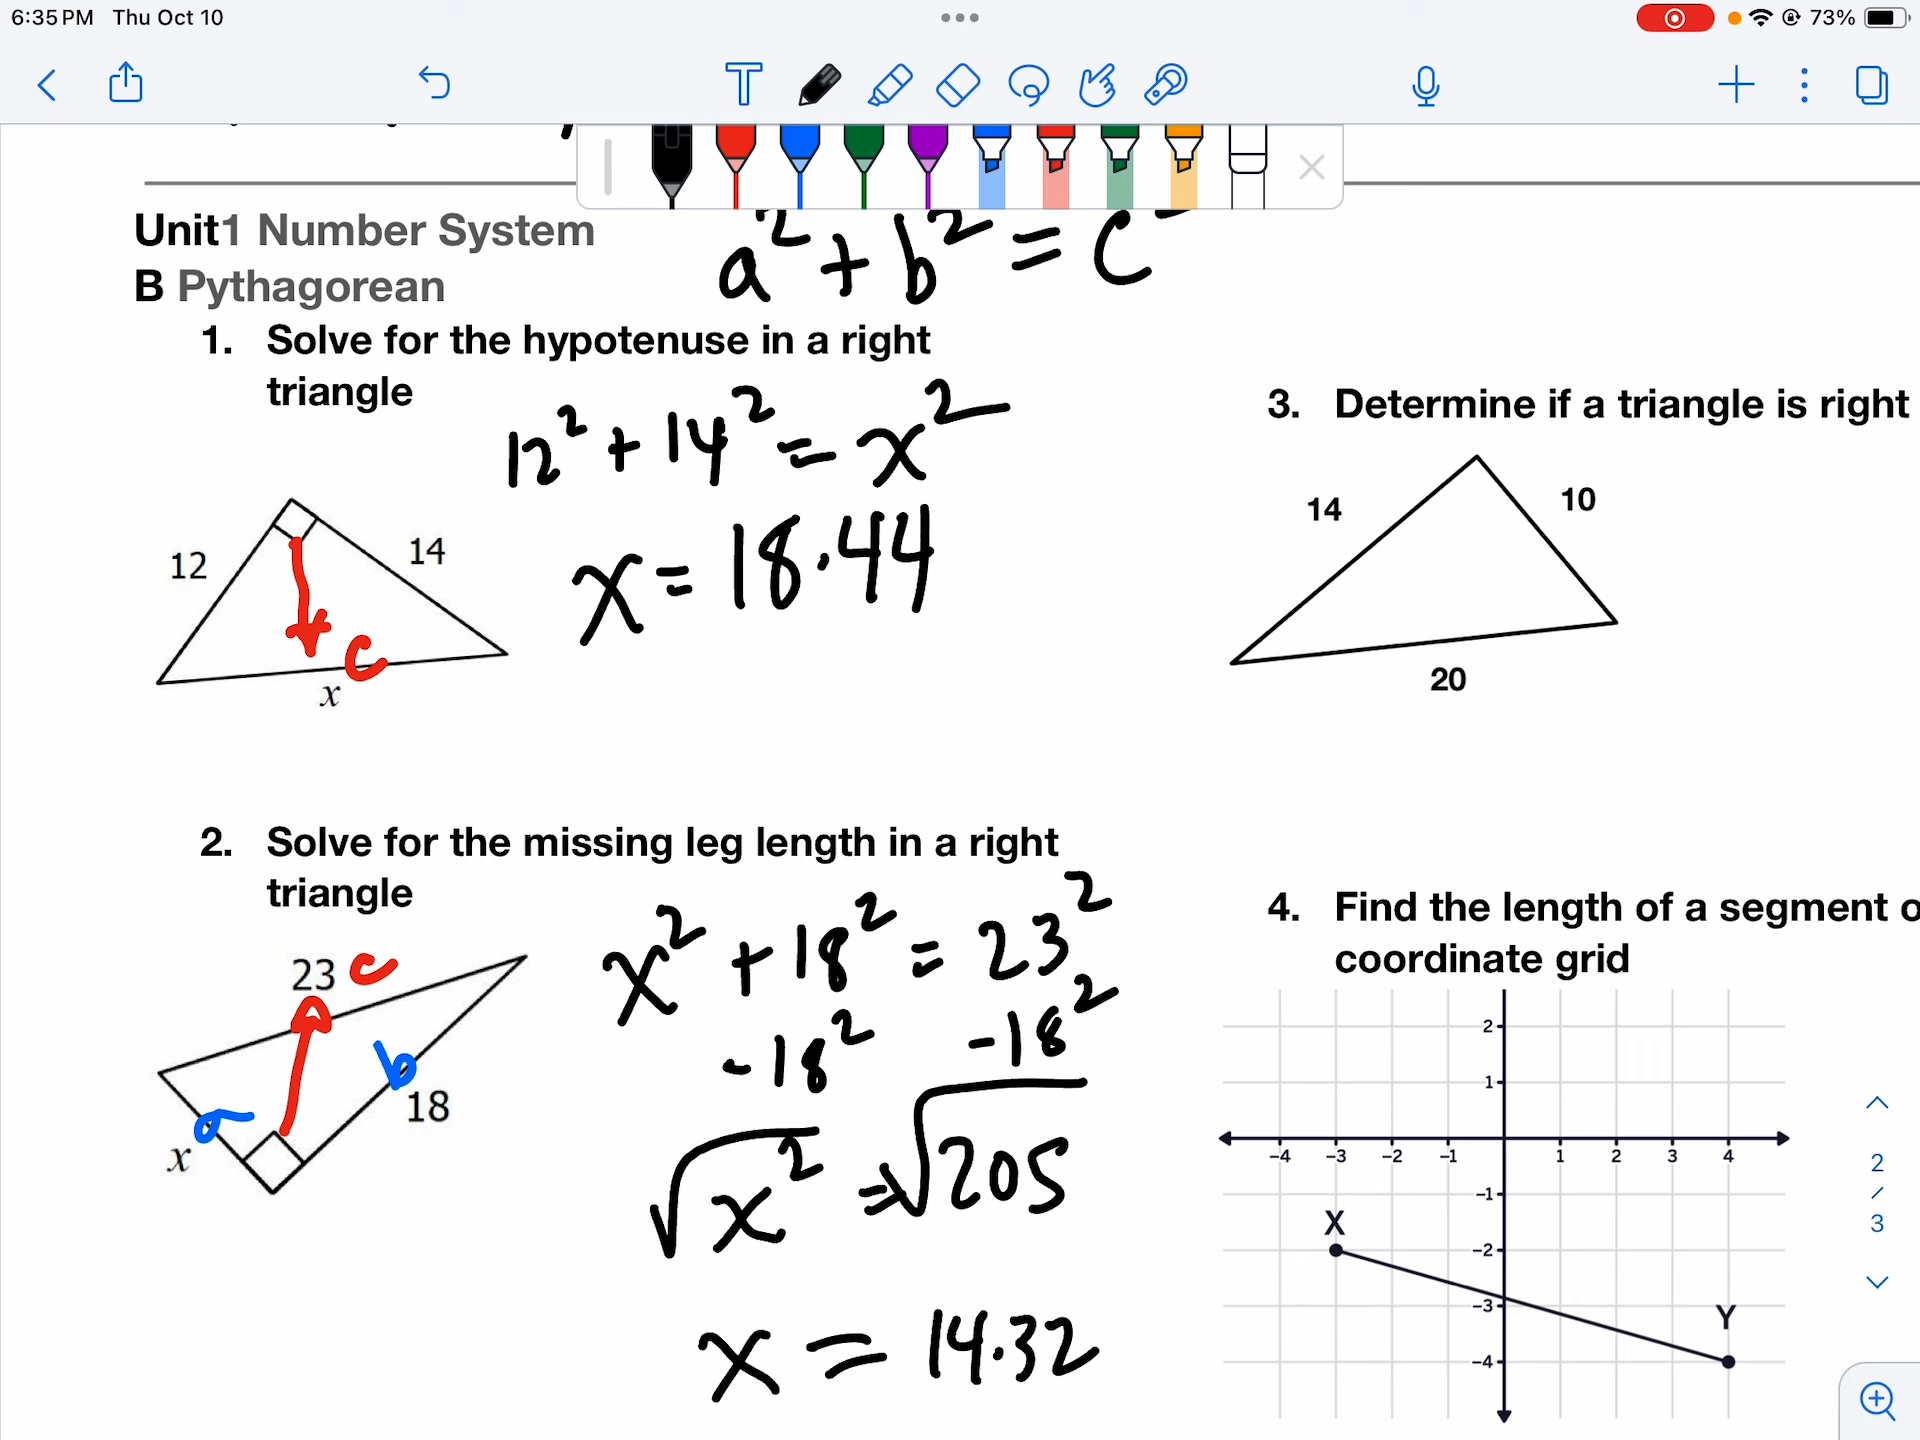 6:35 PM Thu Oct 10
73%
Unit1 Number System
a² + b² = c
B Pythagorean
1. Solve for the hypotenuse in a right
triangle
12² + 14² = x²
x = 18.44
12
14
c
x
2. Solve for the missing leg length in a right
triangle
x² + 18² = 23²
-18² -18²
√x² = √205
x = 14.32
23 c
b
18
a
x
3. Determine if a triangle is right
14
10
20
4. Find the length of a segment o
coordinate grid
2
1
-4 -3 -2 -1 1 2 3 4
-1
X
-2
-3
Y
-4
2
/
3